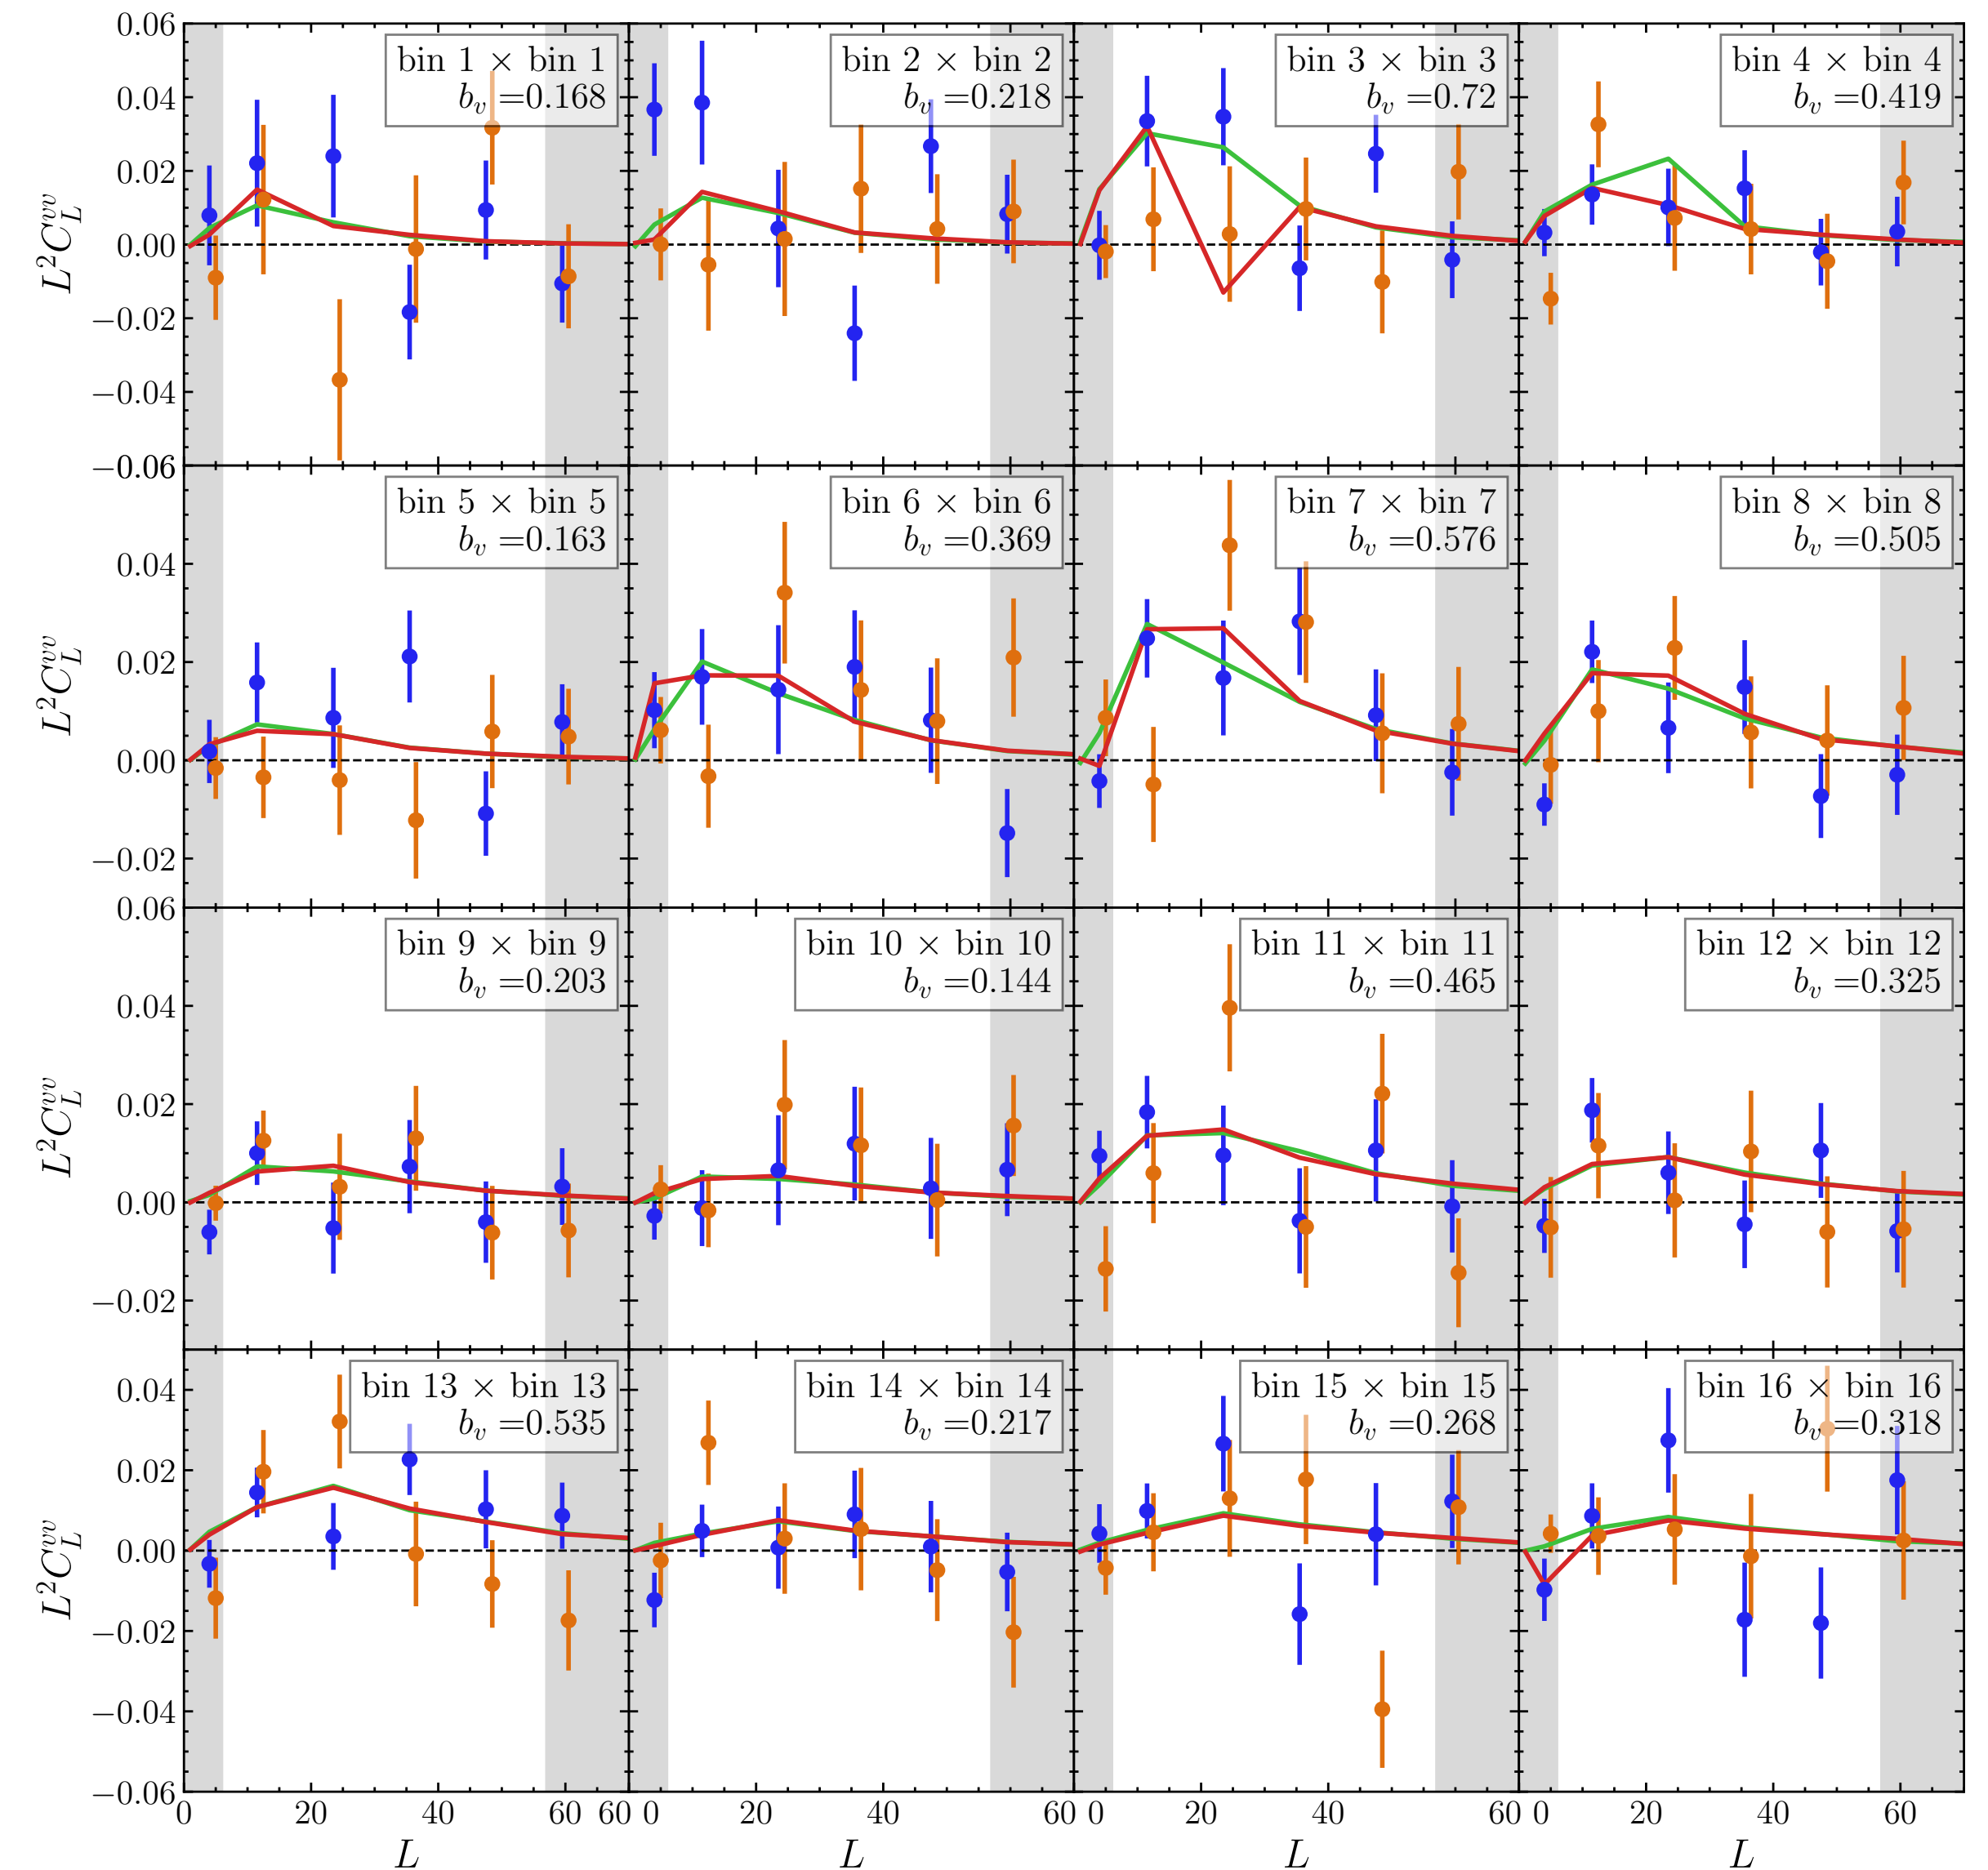 bin 1 × bin 1
b_v =0.168
bin 2 × bin 2
b_v =0.218
bin 3 × bin 3
b_v =0.72
bin 4 × bin 4
b_v =0.419
0.06
0.04
0.02
0.00
−0.02
−0.04
−0.06
L²C_L^{vv}
bin 5 × bin 5
b_v =0.163
bin 6 × bin 6
b_v =0.369
bin 7 × bin 7
b_v =0.576
bin 8 × bin 8
b_v =0.505
0.04
0.02
0.00
−0.02
L²C_L^{vv}
bin 9 × bin 9
b_v =0.203
bin 10 × bin 10
b_v =0.144
bin 11 × bin 11
b_v =0.465
bin 12 × bin 12
b_v =0.325
0.06
0.04
0.02
0.00
−0.02
L²C_L^{vv}
bin 13 × bin 13
b_v =0.535
bin 14 × bin 14
b_v =0.217
bin 15 × bin 15
b_v =0.268
bin 16 × bin 16
b_v =0.318
0.04
0.02
0.00
−0.02
−0.04
−0.06
L²C_L^{vv}
0 20 40 60 60 0 20 40 60 0 20 40 60 0 20 40 60
L L L L